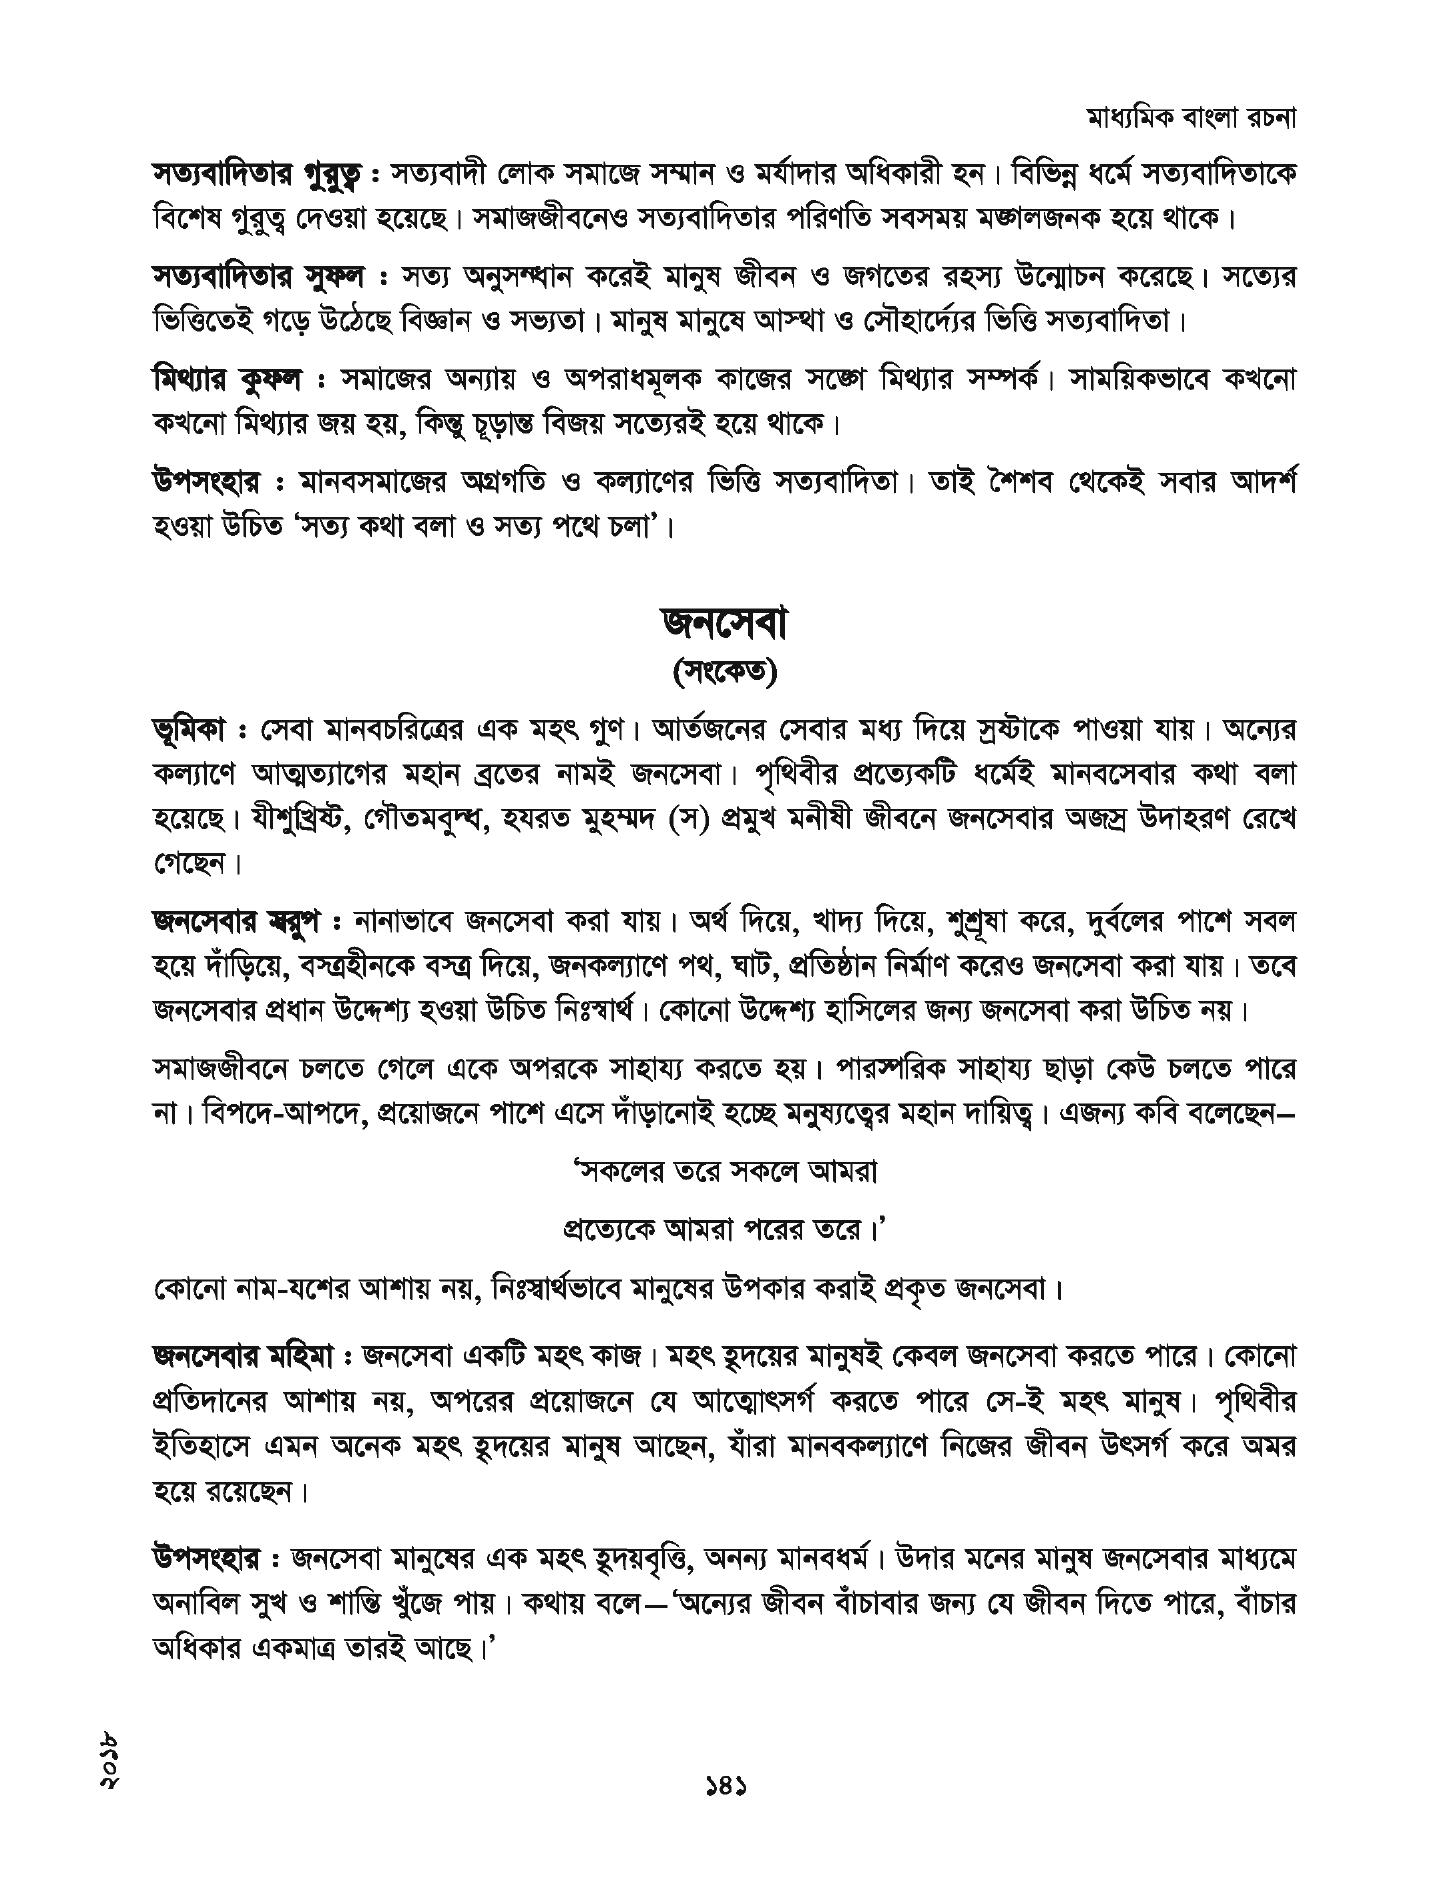 মাধ্যমিক বাংলা রচনা
সত্যবাদিতার গুরুত্ব : সত্যবাদী লোক সমাজে সম্মান ও মর্যাদার অধিকারী হন। বিভিন্ন ধর্মে সত্যবাদিতাকে
বিশেষ গুরুত্ব দেওয়া হয়েছে। সমাজজীবনেও সত্যবাদিতার পরিণতি সবসময় মঙ্গলজনক হয়ে থাকে।
সত্যবাদিতার সুফল : সত্য অনুসন্ধান করেই মানুষ জীবন ও জগতের রহস্য উন্মোচন করেছে। সত্যের
ভিত্তিতেই গড়ে উঠেছে বিজ্ঞান ও সভ্যতা। মানুষ মানুষে আস্থা ও সৌহার্দ্যের ভিত্তি সত্যবাদিতা।
মিথ্যার কুফল : সমাজের অন্যায় ও অপরাধমূলক কাজের সঙ্গে মিথ্যার সম্পর্ক। সাময়িকভাবে কখনো
কখনো মিথ্যার জয় হয়, কিন্তু চূড়ান্ত বিজয় সত্যেরই হয়ে থাকে।
উপসংহার : মানবসমাজের অগ্রগতি ও কল্যাণের ভিত্তি সত্যবাদিতা। তাই শৈশব থেকেই সবার আদর্শ
হওয়া উচিত ‘সত্য কথা বলা ও সত্য পথে চলা’।
জনসেবা
(সংকেত)
ভূমিকা : সেবা মানবচরিত্রের এক মহৎ গুণ। আর্তজনের সেবার মধ্য দিয়ে স্রষ্টাকে পাওয়া যায়। অন্যের
কল্যাণে আত্মত্যাগের মহান ব্রতের নামই জনসেবা। পৃথিবীর প্রত্যেকটি ধর্মেই মানবসেবার কথা বলা
হয়েছে। যীশুখ্রিষ্ট, গৌতমবুদ্ধ, হযরত মুহম্মদ (স) প্রমুখ মনীষী জীবনে জনসেবার অজস্র উদাহরণ রেখে
গেছেন।
জনসেবার স্বরূপ : নানাভাবে জনসেবা করা যায়। অর্থ দিয়ে, খাদ্য দিয়ে, শুশ্রূষা করে, দুর্বলের পাশে সবল
হয়ে দাঁড়িয়ে, বস্ত্রহীনকে বস্ত্র দিয়ে, জনকল্যাণে পথ, ঘাট, প্রতিষ্ঠান নির্মাণ করেও জনসেবা করা যায়। তবে
জনসেবার প্রধান উদ্দেশ্য হওয়া উচিত নিঃস্বার্থ। কোনো উদ্দেশ্য হাসিলের জন্য জনসেবা করা উচিত নয়।
সমাজজীবনে চলতে গেলে একে অপরকে সাহায্য করতে হয়। পারস্পরিক সাহায্য ছাড়া কেউ চলতে পারে
না। বিপদে-আপদে, প্রয়োজনে পাশে এসে দাঁড়ানোই হচ্ছে মনুষ্যত্বের মহান দায়িত্ব। এজন্য কবি বলেছেন–
‘সকলের তরে সকলে আমরা
প্রত্যেকে আমরা পরের তরে।’
কোনো নাম-যশের আশায় নয়, নিঃস্বার্থভাবে মানুষের উপকার করাই প্রকৃত জনসেবা।
জনসেবার মহিমা : জনসেবা একটি মহৎ কাজ। মহৎ হৃদয়ের মানুষই কেবল জনসেবা করতে পারে। কোনো
প্রতিদানের আশায় নয়, অপরের প্রয়োজনে যে আত্মোৎসর্গ করতে পারে সে-ই মহৎ মানুষ। পৃথিবীর
ইতিহাসে এমন অনেক মহৎ হৃদয়ের মানুষ আছেন, যাঁরা মানবকল্যাণে নিজের জীবন উৎসর্গ করে অমর
হয়ে রয়েছেন।
উপসংহার : জনসেবা মানুষের এক মহৎ হৃদয়বৃত্তি, অনন্য মানবধর্ম। উদার মনের মানুষ জনসেবার মাধ্যমে
অনাবিল সুখ ও শান্তি খুঁজে পায়। কথায় বলে—‘অন্যের জীবন বাঁচাবার জন্য যে জীবন দিতে পারে, বাঁচার
অধিকার একমাত্র তারই আছে।’
২০১৮
১৪১